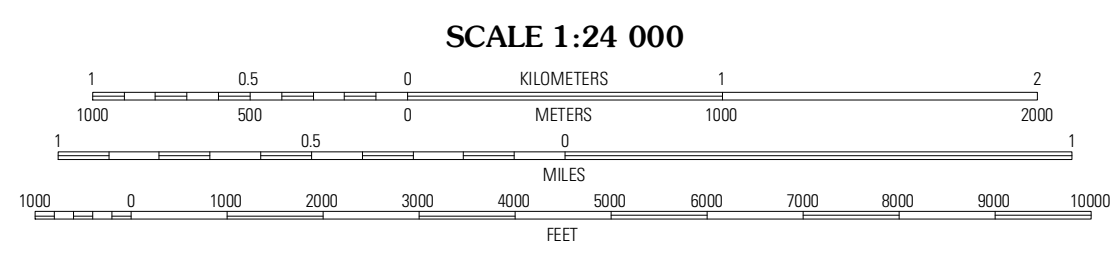 SCALE 1:24 000
1 0.5 0 KILOMETERS 1 2
1000 500 0 METERS 1000 2000
1 0.5 0 1
MILES
1000 0 1000 2000 3000 4000 5000 6000 7000 8000 9000 10000
FEET